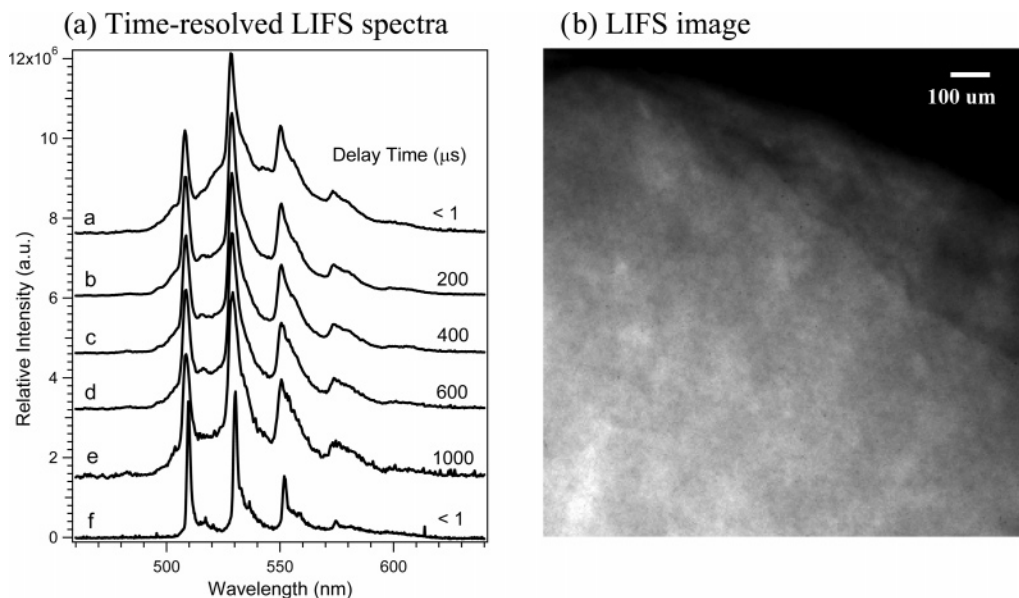 (a) Time-resolved LIFS spectra
(b) LIFS image
12x10⁶
10
8
6
4
2
0
Relative Intensity (a.u.)
Delay Time (μs)
a
< 1
b
200
c
400
d
600
e
1000
f
< 1
500
550
600
Wavelength (nm)
100 um